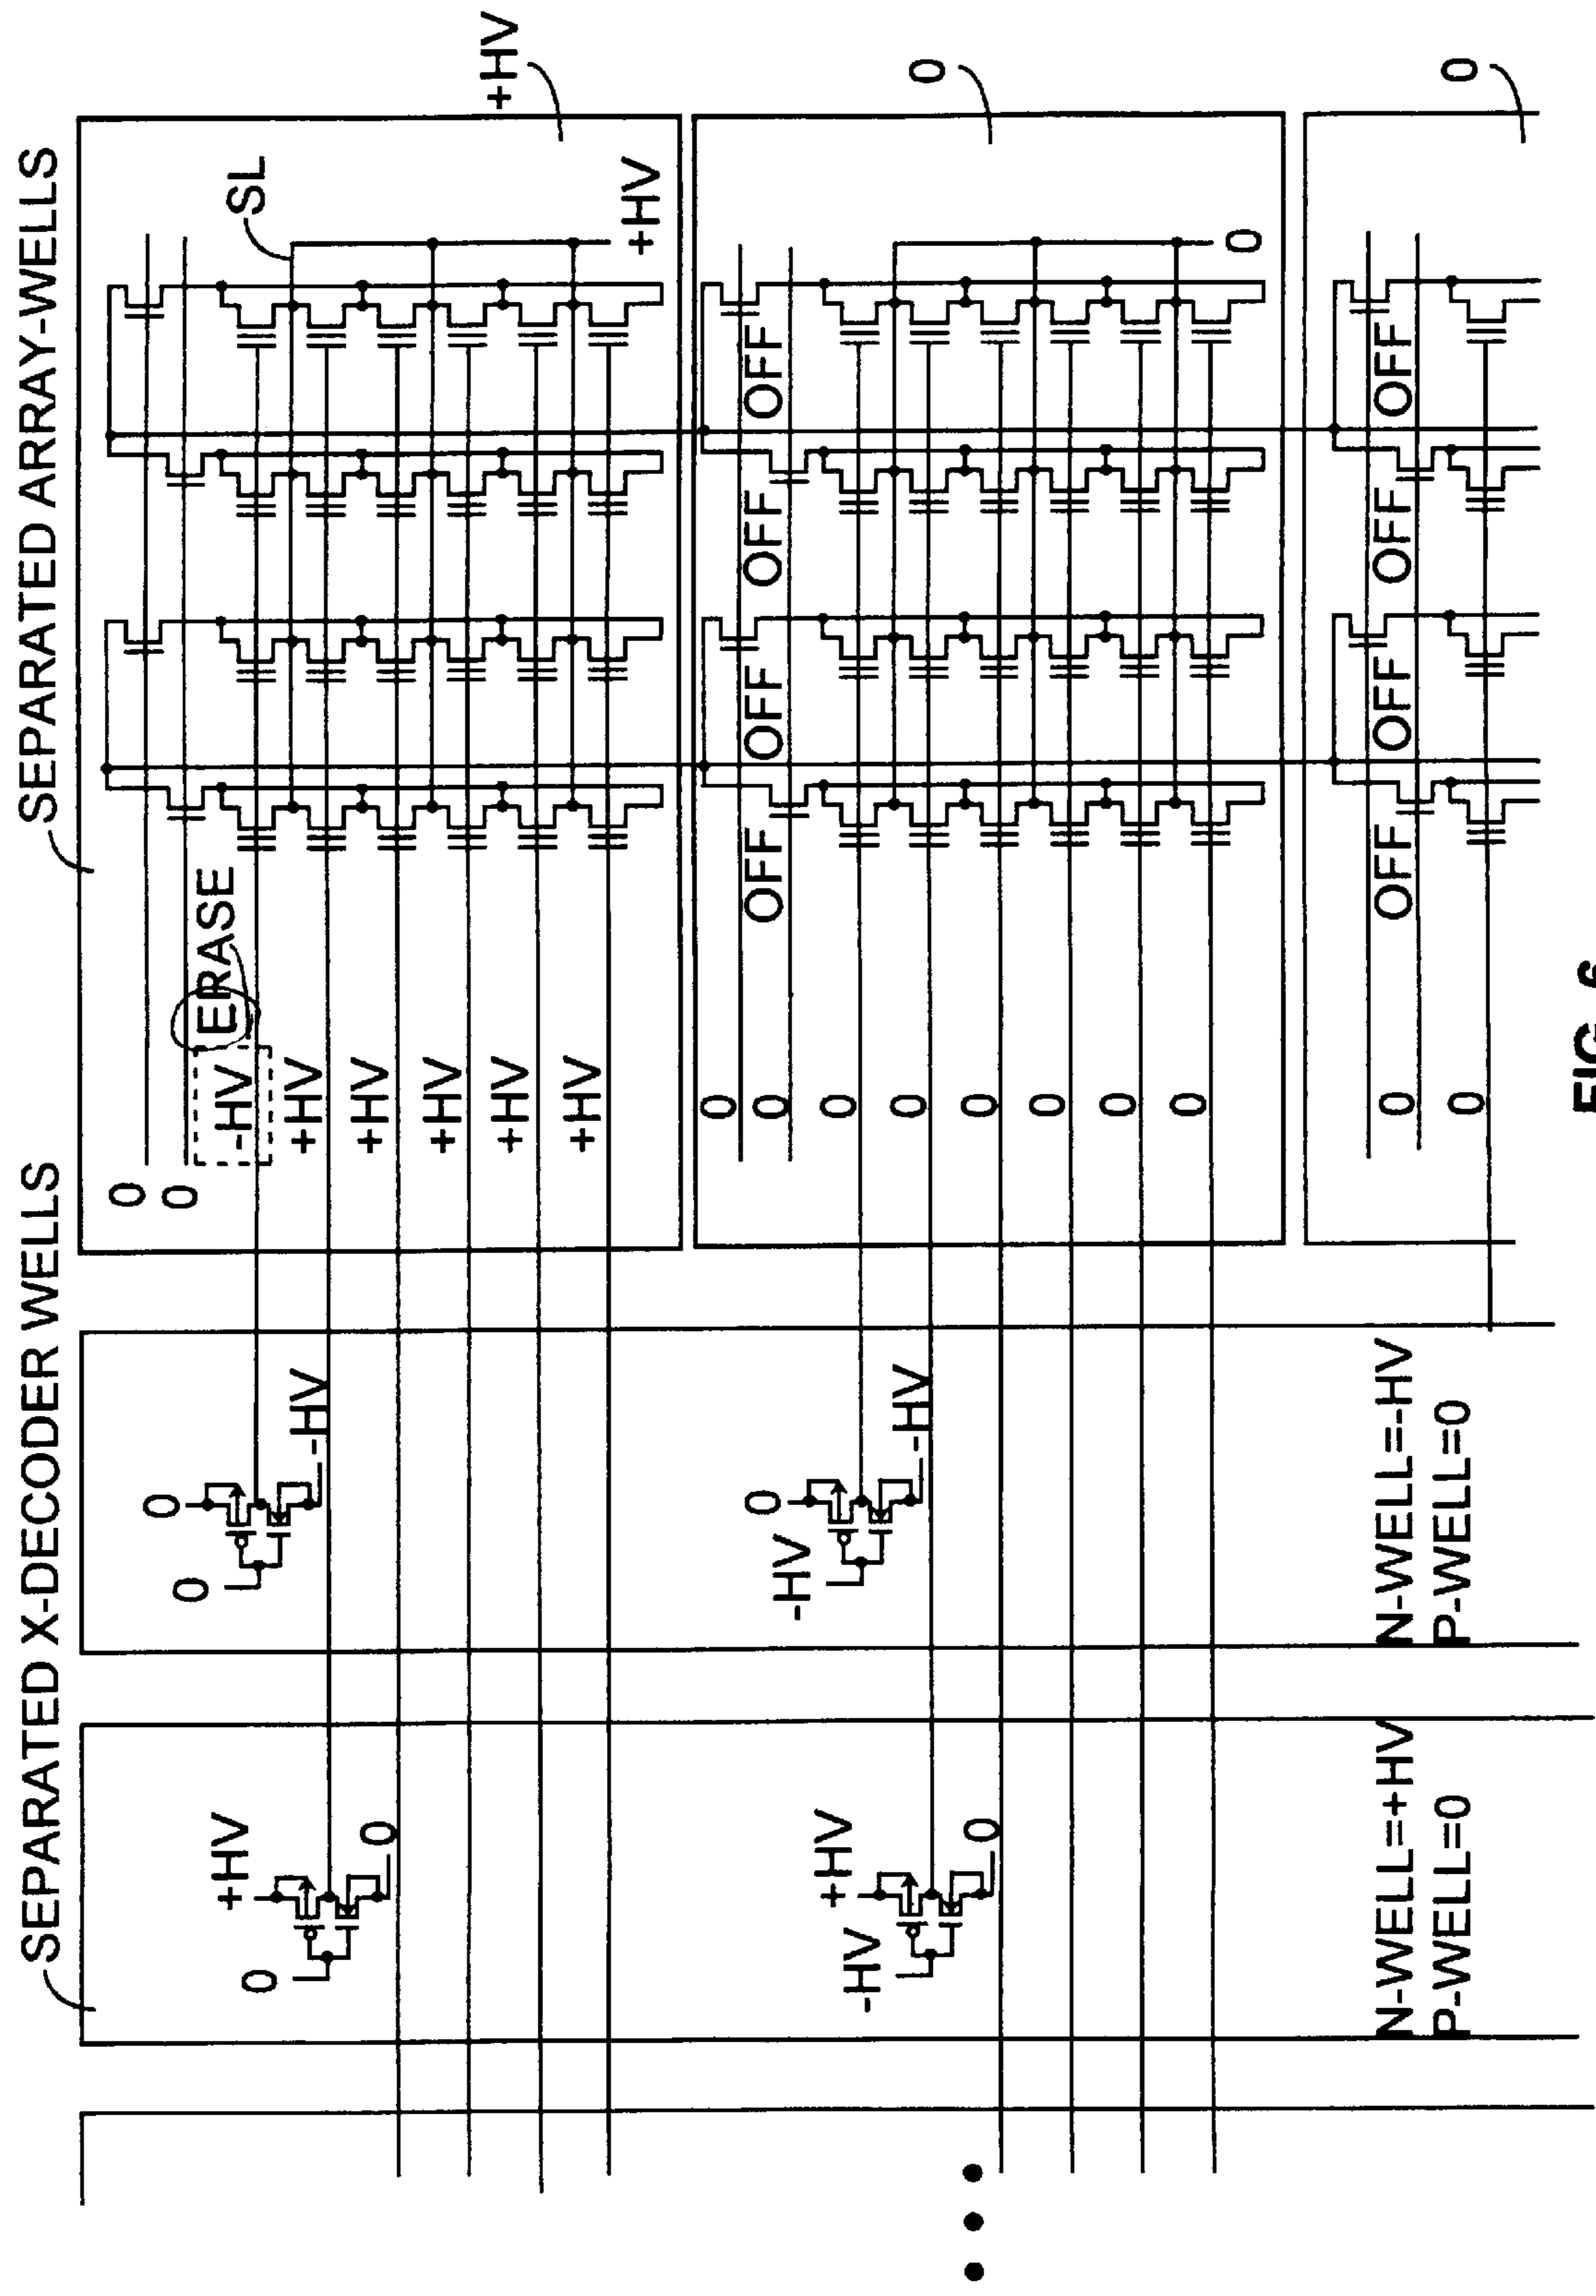 SEPARATED X-DECODER WELLS
SEPARATED ARRAY-WELLS
0
+HV
0
-HV
+HV
0
N-WELL=+HV
P-WELL=0
0
0
-HV
-HV
0
-HV
N-WELL=-HV
P-WELL=0
0
0
-HV
ERASE
+HV
+HV
+HV
+HV
+HV
SL
+HV
+HV
0
0
0
0
0
0
0
0
OFF
OFF
OFF
OFF
0
0
0
0
OFF
OFF
OFF
OFF
0
FIG. 6